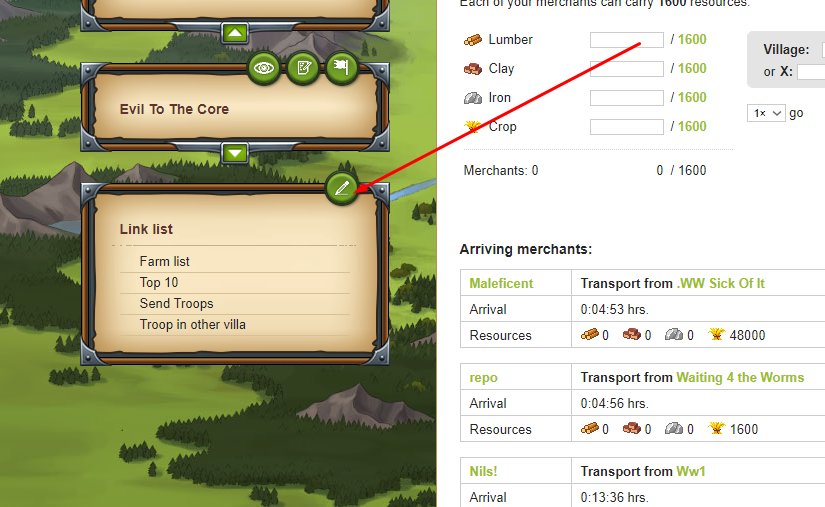 Evil To The Core
Link list
Farm list
Top 10
Send Troops
Troop in other villa
Each of your merchants can carry 1600 resources.
Lumber / 1600
Clay / 1600
Iron / 1600
Crop / 1600
Village:
or X:
1× go
Merchants: 0 0 / 1600
Arriving merchants:
Maleficent Transport from .WW Sick Of It
Arrival 0:04:53 hrs.
Resources 0 0 0 48000
repo Transport from Waiting 4 the Worms
Arrival 0:04:56 hrs.
Resources 0 0 0 1600
Nils! Transport from Ww1
Arrival 0:13:36 hrs.